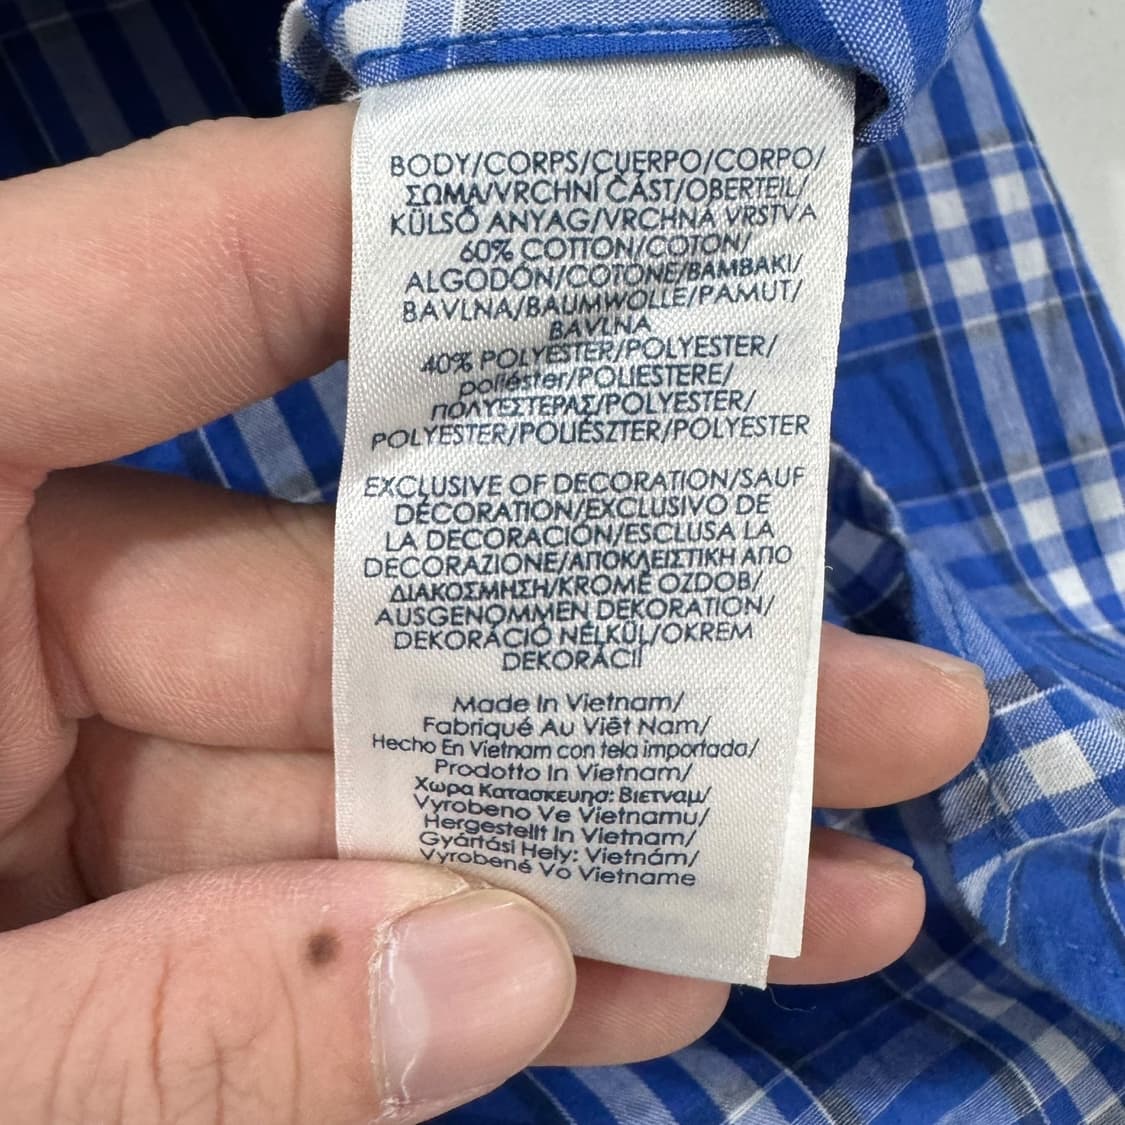 BODY/CORPS/CUERPO/CORPO/
ΣΩΜΑ/VRCHNÍ ČÁST/OBERTEIL/
KÜLSŐ ANYAG/VRCHNÁ VRSTVA
60% COTTON/COTON/
ALGODÓN/COTONE/BAMBAKI/
BAVLNA/BAUMWOLLE/PAMUT/
BAVLNA
40% POLYESTER/POLYESTER/
poliéster/POLIESTERE/
ΠΟΛΥΕΣΤΕΡΑΣ/POLYESTER/
POLYESTER/POLIÉSZTER/POLYESTER
EXCLUSIVE OF DECORATION/SAUF
DÉCORATION/EXCLUSIVO DE
LA DECORACIÓN/ESCLUSA LA
DECORAZIONE/ΑΠΟΚΛΕΙΣΤΙΚΗ ΑΠΟ
ΔΙΑΚΟΣΜΗΣΗ/KROMĚ OZDOB/
AUSGENOMMEN DEKORATION/
DEKORÁCIÓ NÉLKÜL/OKREM
DEKORÁCIÍ
Made In Vietnam/
Fabriqué Au Viêt Nam/
Hecho En Vietnam con tela importada/
Prodotto In Vietnam/
Χωρα Κατασκευησ: Βιετναμ/
Vyrobeno Ve Vietnamu/
Hergestellt In Vietnam/
Gyártási Hely: Vietnám/
Vyrobené Vo Vietname